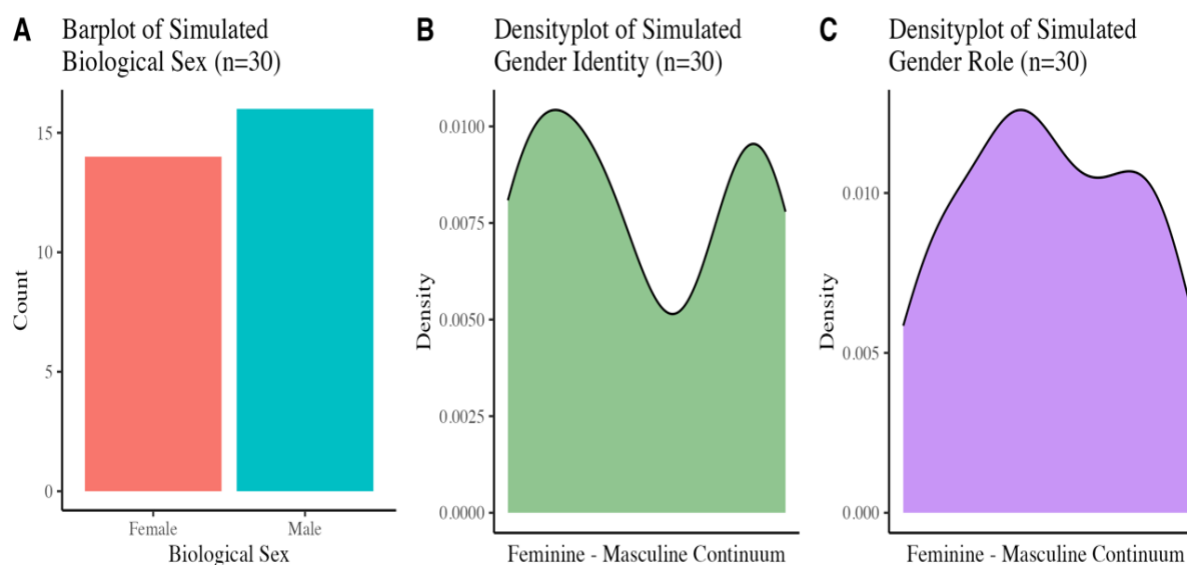 A
Barplot of Simulated
Biological Sex (n=30)
15
10
5
0
Count
Female
Male
Biological Sex
B
Densityplot of Simulated
Gender Identity (n=30)
0.0100
0.0075
0.0050
0.0025
0.0000
Density
Feminine - Masculine Continuum
C
Densityplot of Simulated
Gender Role (n=30)
0.010
0.005
0.000
Density
Feminine - Masculine Continuum